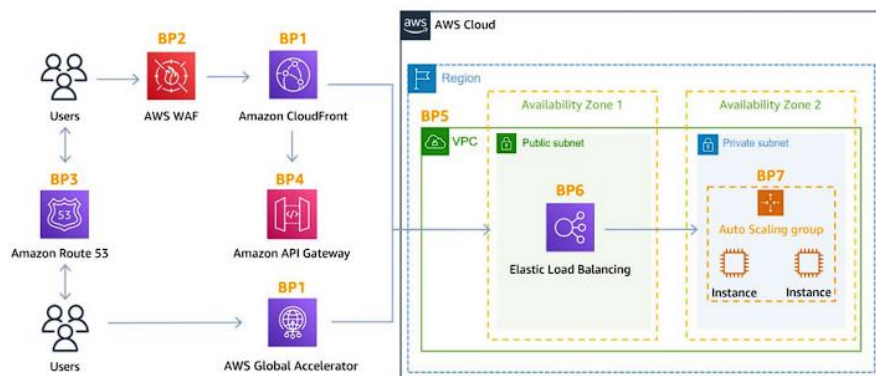 aws
AWS Cloud
BP2
BP1
Users
AWS WAF
Amazon CloudFront
BP3
53
Amazon Route 53
BP4
Amazon API Gateway
Users
BP1
AWS Global Accelerator
Region
Availability Zone 1
Availability Zone 2
BP5
VPC
Public subnet
Private subnet
BP6
Elastic Load Balancing
BP7
Auto Scaling group
Instance
Instance